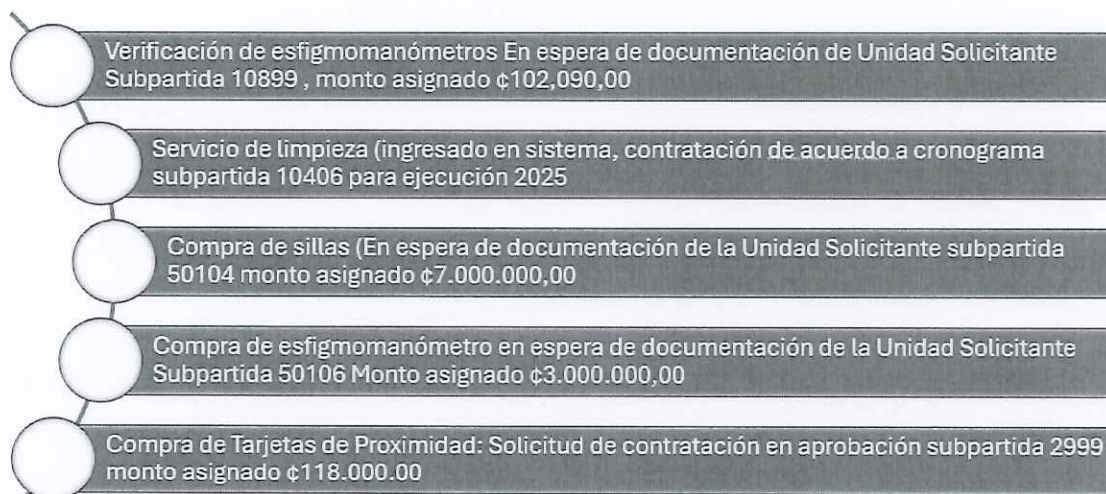 Verificación de esfigmomanómetros En espera de documentación de Unidad Solicitante
Subpartida 10899 , monto asignado ¢102,090,00
Servicio de limpieza (ingresado en sistema, contratación de acuerdo a cronograma
subpartida 10406 para ejecución 2025
Compra de sillas (En espera de documentación de la Unidad Solicitante subpartida
50104 monto asignado ¢7.000.000,00
Compra de esfigmomanómetro en espera de documentación de la Unidad Solicitante
Subpartida 50106 Monto asignado ¢3.000.000,00
Compra de Tarjetas de Proximidad: Solicitud de contratación en aprobación subpartida 2999
monto asignado ¢118.000.00